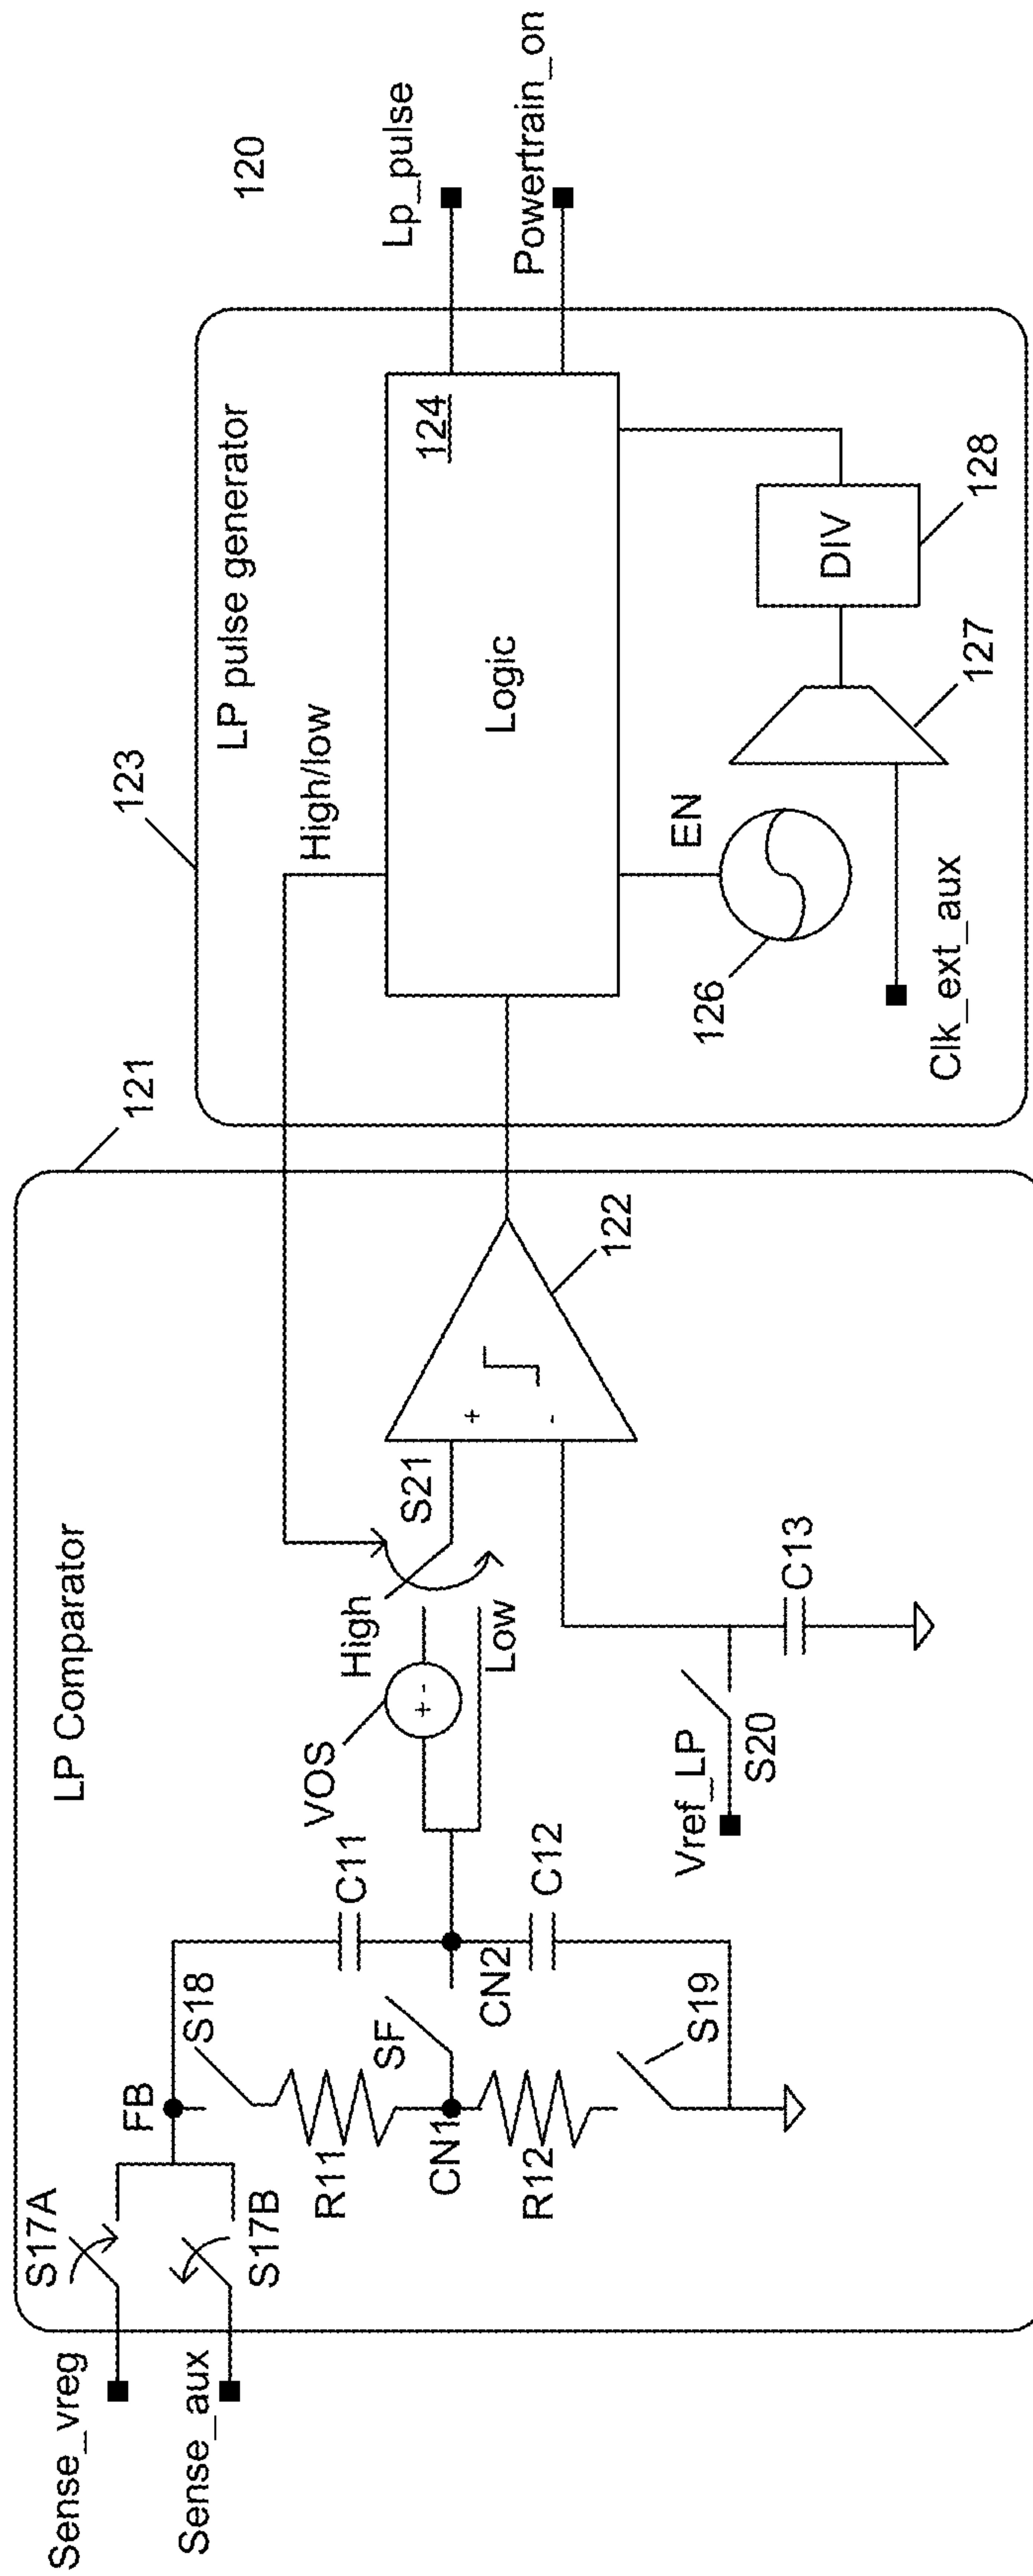 120
121
LP Comparator
Sense_vreg
Sense_aux
S17A
S17B
FB
S18
R11
CN1
R12
SF
S19
CN2
C11
C12
VOS
+ -
High
Low
S21
Vref_LP
S20
C13
+
-
122
123
LP pulse generator
High/low
Logic
124
EN
126
Clk_ext_aux
127
DIV
128
Lp_pulse
Powertrain_on